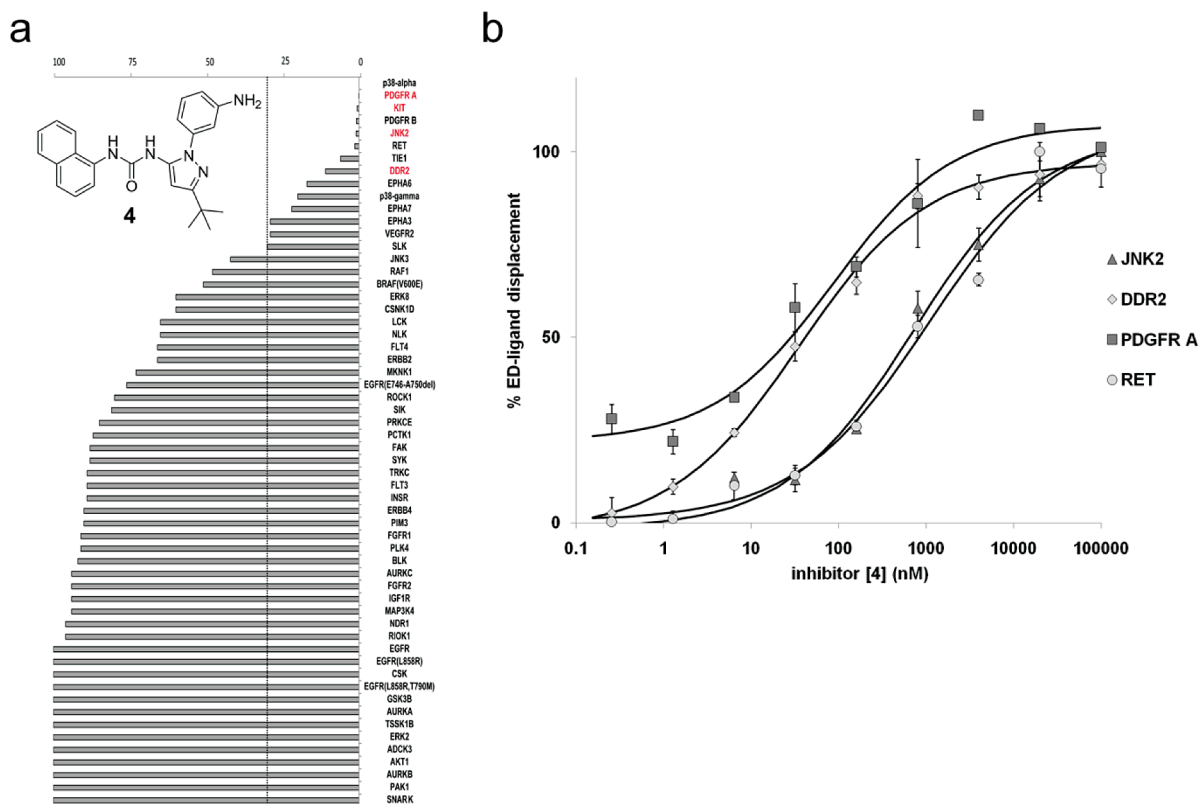 a
100 75 50 25 0
NH2
N
N
H
N
H
N
O
4
p38-alpha
PDGFR A
KIT
PDGFR B
JNK2
RET
TIE1
DDR2
EPHA6
p38-gamma
EPHA7
EPHA3
VEGFR2
SLK
JNK3
RAF1
BRAF(V600E)
ERK8
CSNK1D
LCK
NLK
FLT4
ERBB2
MKNK1
EGFR(E746-A750del)
ROCK1
SIK
PRKCE
PCTK1
FAK
SYK
TRKC
FLT3
INSR
ERBB4
PIM3
FGFR1
PLK4
BLK
AURKC
FGFR2
IGF1R
MAP3K4
NDR1
RIOK1
EGFR
EGFR(L858R)
CSK
EGFR(L858R,T790M)
GSK3B
AURKA
TSSK1B
ERK2
ADCK3
AKT1
AURKB
PAK1
SNARK
b
% ED-ligand displacement
100
50
0
0.1 1 10 100 1000 10000 100000
inhibitor [4] (nM)
JNK2
DDR2
PDGFR A
RET